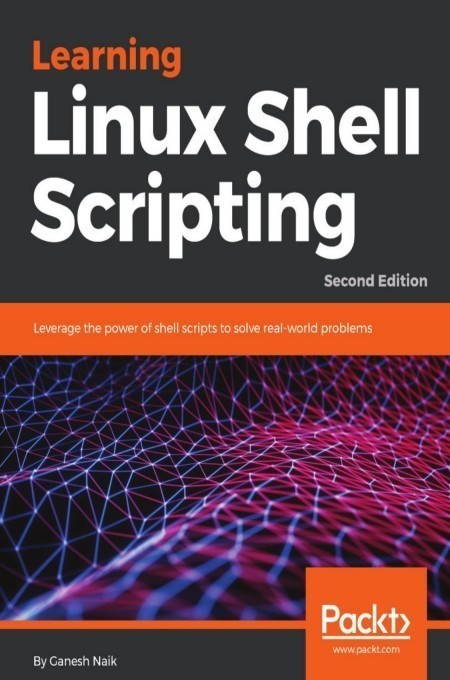 Learning
Linux Shell
Scripting
Second Edition
Leverage the power of shell scripts to solve real-world problems
Packt>
www.packt.com
By Ganesh Naik